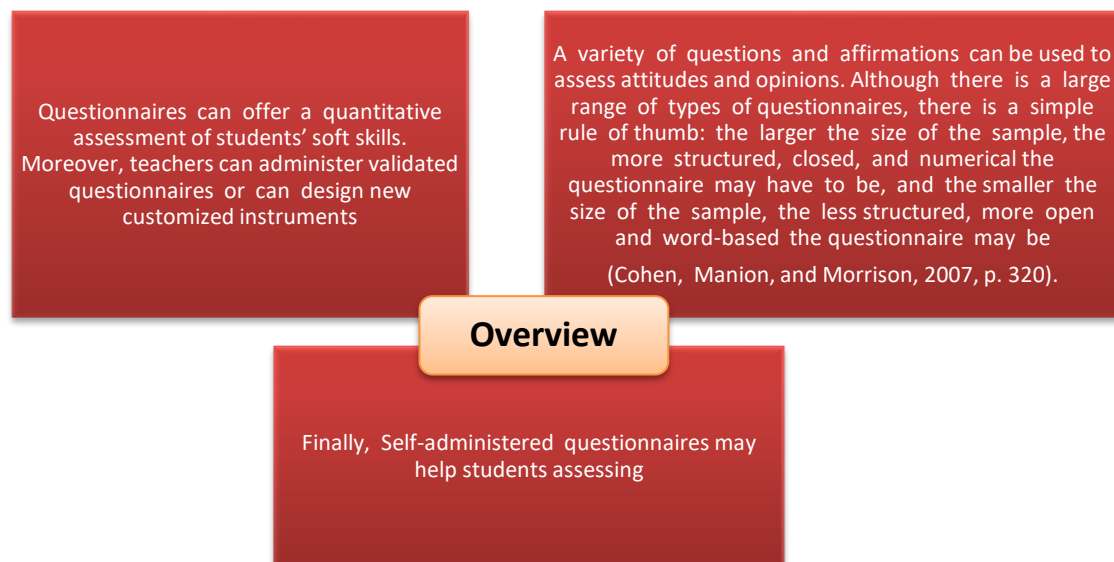 Questionnaires can offer a quantitative
assessment of students’ soft skills.
Moreover, teachers can administer validated
questionnaires or can design new
customized instruments
A variety of questions and affirmations can be used to
assess attitudes and opinions. Although there is a large
range of types of questionnaires, there is a simple
rule of thumb: the larger the size of the sample, the
more structured, closed, and numerical the
questionnaire may have to be, and the smaller the
size of the sample, the less structured, more open
and word-based the questionnaire may be
(Cohen, Manion, and Morrison, 2007, p. 320).
Overview
Finally, Self-administered questionnaires may
help students assessing